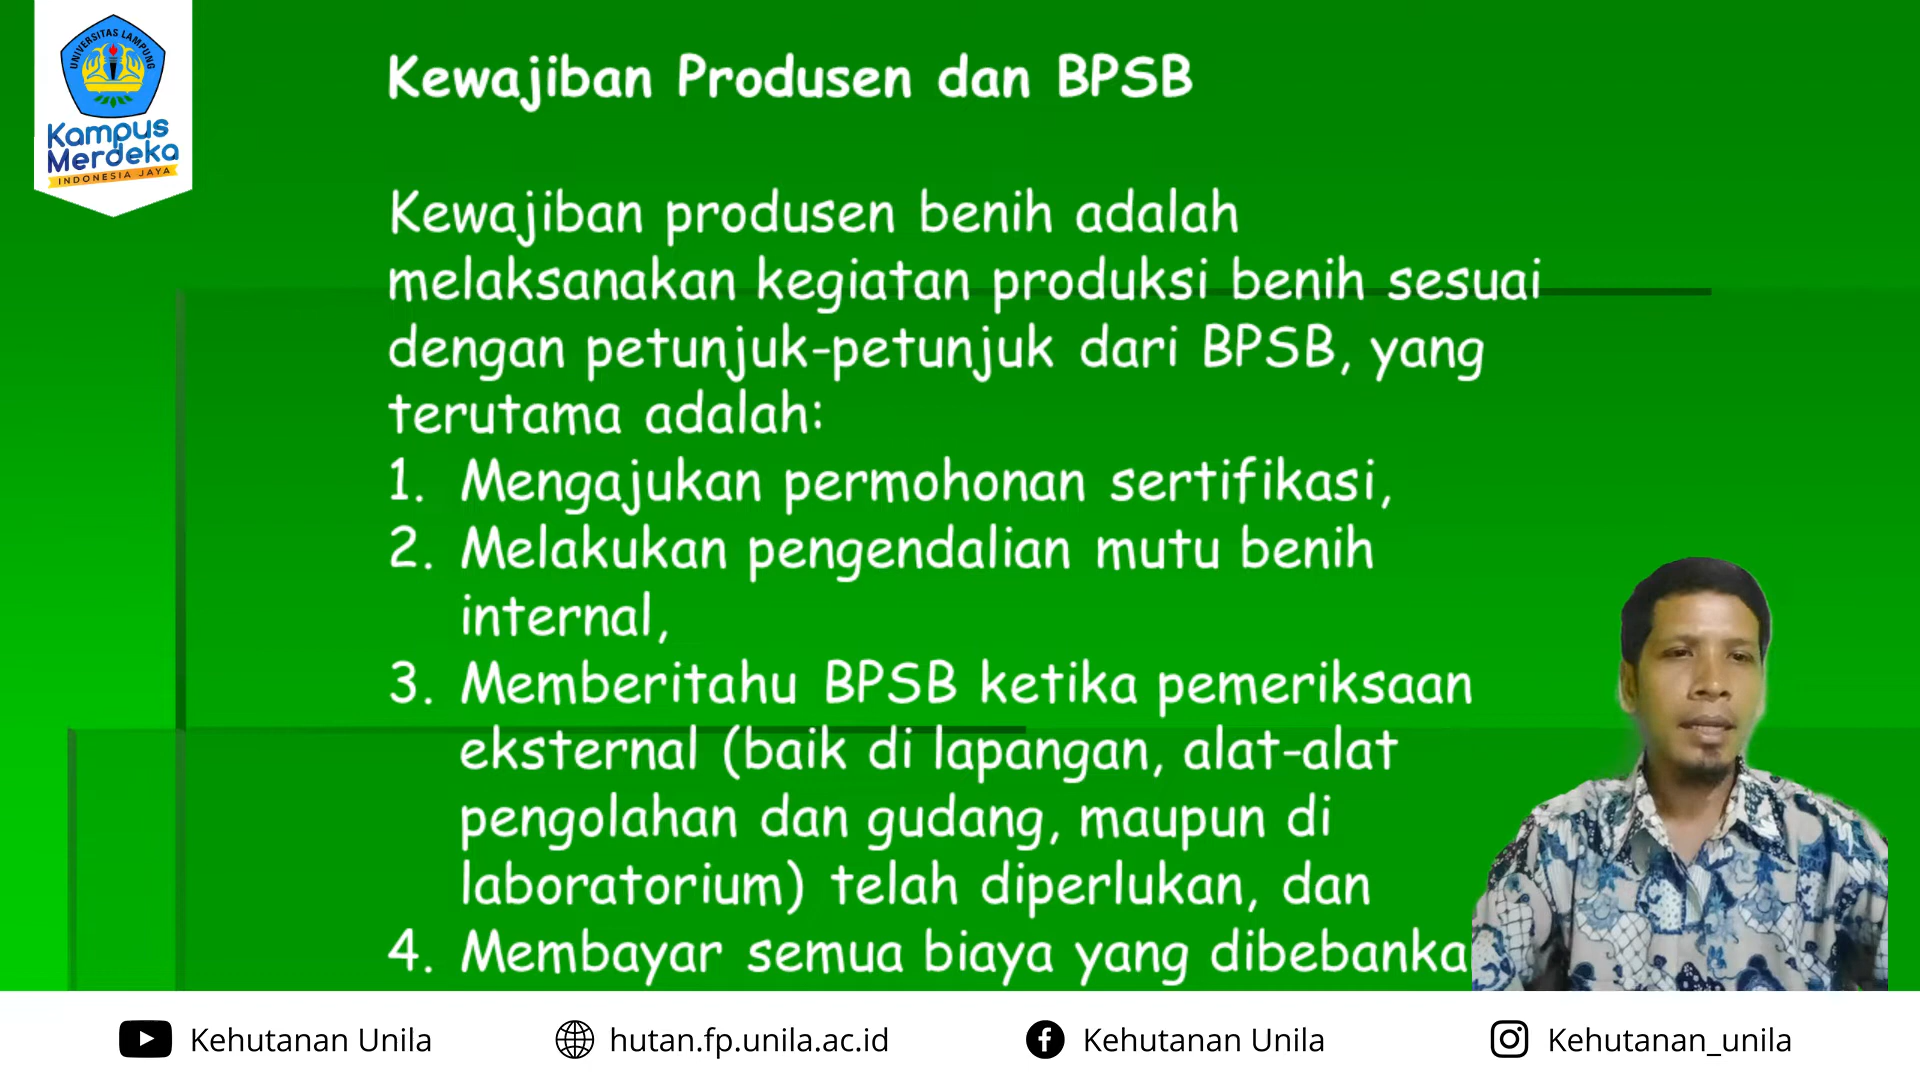 UNIVERSITAS LAMPUNG
Kampus
Merdeka
INDONESIA JAYA
Kewajiban Produsen dan BPSB
Kewajiban produsen benih adalah
melaksanakan kegiatan produksi benih sesuai
dengan petunjuk-petunjuk dari BPSB, yang
terutama adalah:
1. Mengajukan permohonan sertifikasi,
2. Melakukan pengendalian mutu benih
internal,
3. Memberitahu BPSB ketika pemeriksaan
eksternal (baik di lapangan, alat-alat
pengolahan dan gudang, maupun di
laboratorium) telah diperlukan, dan
4. Membayar semua biaya yang dibebanka
Kehutanan Unila
hutan.fp.unila.ac.id
Kehutanan Unila
Kehutanan_unila